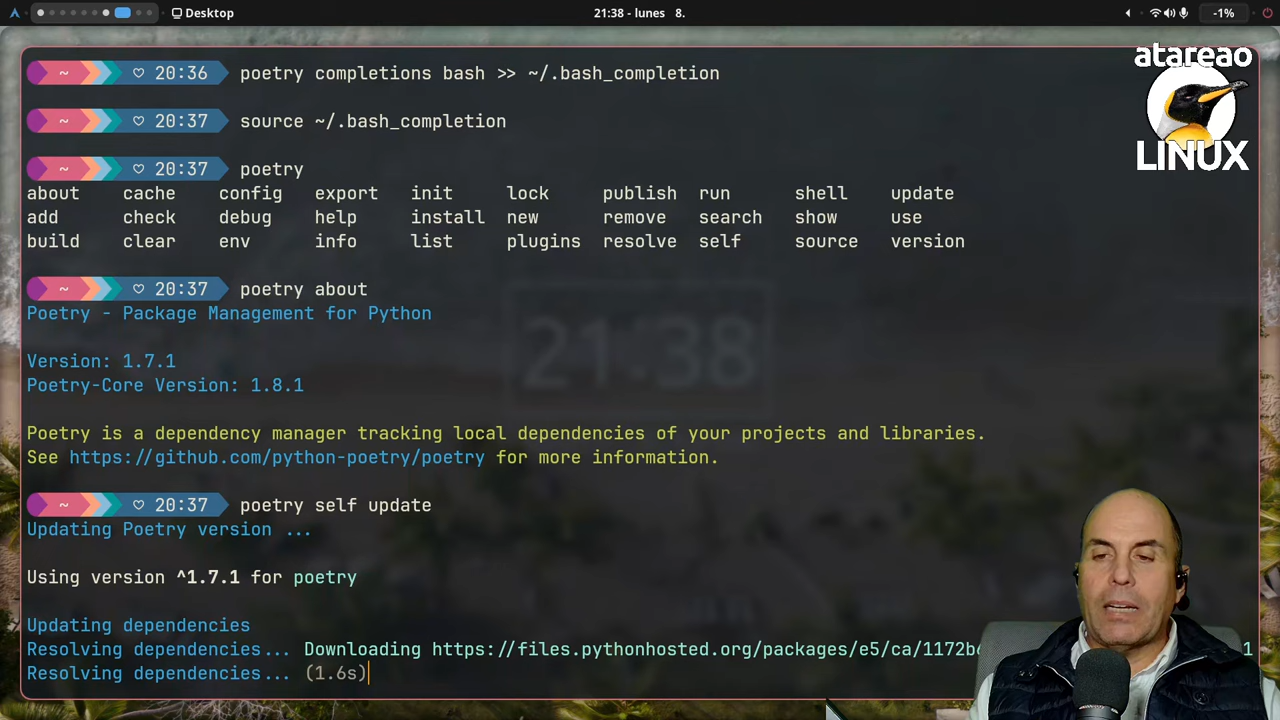 Desktop
21:38 - lunes 8.
-1%
atareao
LINUX
~ ♡ 20:36 poetry completions bash >> ~/.bash_completion
~ ♡ 20:37 source ~/.bash_completion
~ ♡ 20:37 poetry
about cache config export init lock publish run shell update
add check debug help install new remove search show use
build clear env info list plugins resolve self source version
~ ♡ 20:37 poetry about
Poetry - Package Management for Python
Version: 1.7.1
Poetry-Core Version: 1.8.1
21:38
Poetry is a dependency manager tracking local dependencies of your projects and libraries.
See https://github.com/python-poetry/poetry for more information.
~ ♡ 20:37 poetry self update
Updating Poetry version ...
Using version ^1.7.1 for poetry
Updating dependencies
Resolving dependencies... Downloading https://files.pythonhosted.org/packages/e5/ca/1172b 1
Resolving dependencies... (1.6s)